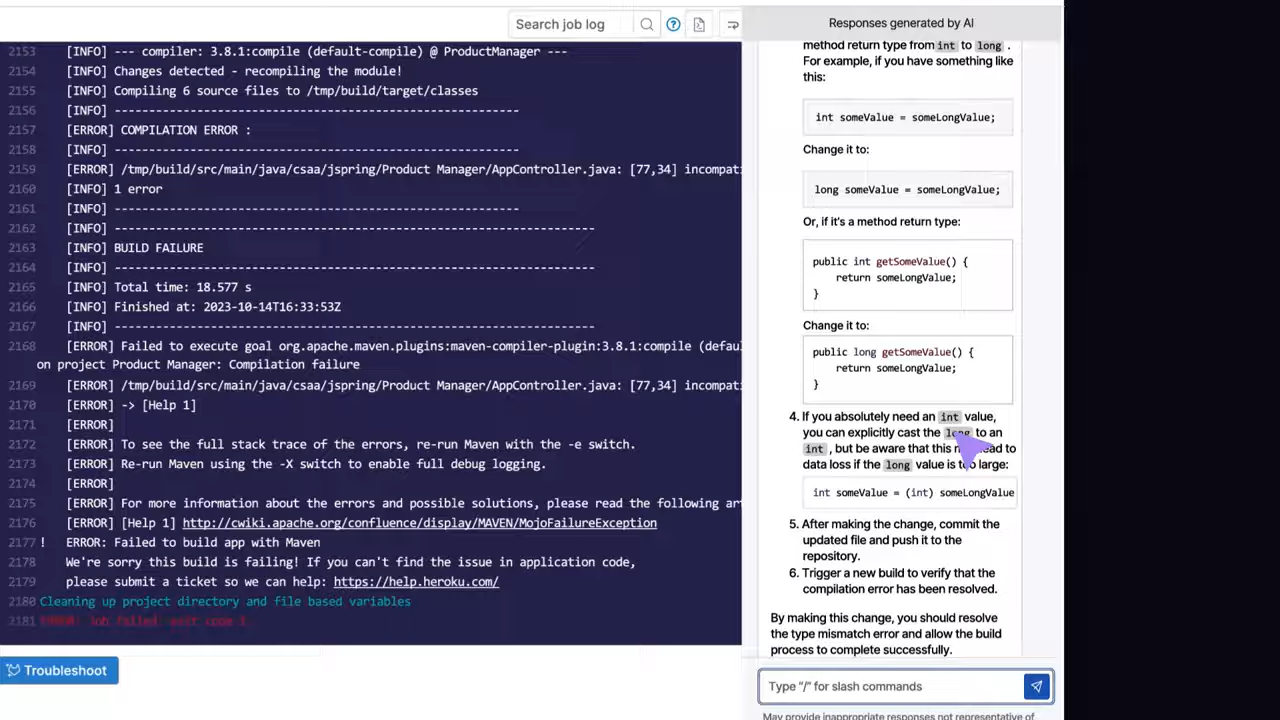 Search job log
2153 [INFO] --- compiler: 3.8.1:compile (default-compile) @ ProductManager ---
2154 [INFO] Changes detected - recompiling the module!
2155 [INFO] Compiling 6 source files to /tmp/build/target/classes
2156 [INFO] ------------------------------------------------------
2157 [ERROR] COMPILATION ERROR :
2158 [INFO] ------------------------------------------------------
2159 [ERROR] /tmp/build/src/main/java/csaa/jspring/Product Manager/AppController.java: [77,34] incompati
2160 [INFO] 1 error
2161 [INFO] ------------------------------------------------------
2162 [INFO] ------------------------------------------------------------------
2163 [INFO] BUILD FAILURE
2164 [INFO] ------------------------------------------------------------------
2165 [INFO] Total time: 18.577 s
2166 [INFO] Finished at: 2023-10-14T16:33:53Z
2167 [INFO] ------------------------------------------------------------------
2168 [ERROR] Failed to execute goal org.apache.maven.plugins:maven-compiler-plugin:3.8.1:compile (defau
on project Product Manager: Compilation failure
2169 [ERROR] /tmp/build/src/main/java/csaa/jspring/Product Manager/AppController.java: [77,34] incompati
2170 [ERROR] -> [Help 1]
2171 [ERROR]
2172 [ERROR] To see the full stack trace of the errors, re-run Maven with the -e switch.
2173 [ERROR] Re-run Maven using the -X switch to enable full debug logging.
2174 [ERROR]
2175 [ERROR] For more information about the errors and possible solutions, please read the following art
2176 [ERROR] [Help 1] http://cwiki.apache.org/confluence/display/MAVEN/MojoFailureException
2177 ! ERROR: Failed to build app with Maven
2178 We're sorry this build is failing! If you can't find the issue in application code,
2179 please submit a ticket so we can help: https://help.heroku.com/
2180 Cleaning up project directory and file based variables
2181 ERROR: Job failed: exit code 1
Troubleshoot
Responses generated by AI
method return type from int to long .
For example, if you have something like
this:
int someValue = someLongValue;
Change it to:
long someValue = someLongValue;
Or, if it's a method return type:
public int getSomeValue() {
return someLongValue;
}
Change it to:
public long getSomeValue() {
return someLongValue;
}
4. If you absolutely need an int value,
you can explicitly cast the long to an
int , but be aware that this to
data loss if the long value is too large:
int someValue = (int) someLongValue
5. After making the change, commit the
updated file and push it to the
repository.
6. Trigger a new build to verify that the
compilation error has been resolved.
By making this change, you should resolve
the type mismatch error and allow the build
process to complete successfully.
Type “/” for slash commands
May provide inappropriate responses not representative of